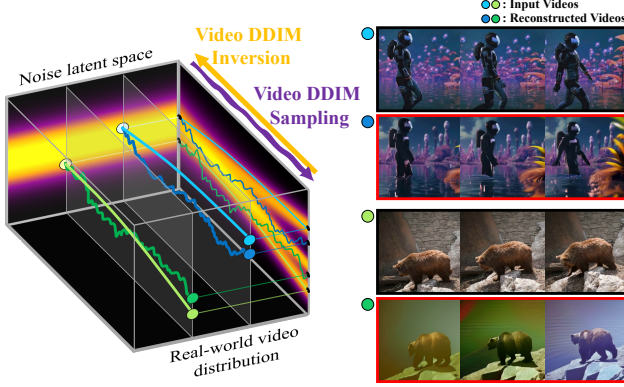 : Input Videos
: Reconstructed Videos
Video DDIM
Inversion
Noise latent space
Video DDIM
Sampling
Real-world video
distribution